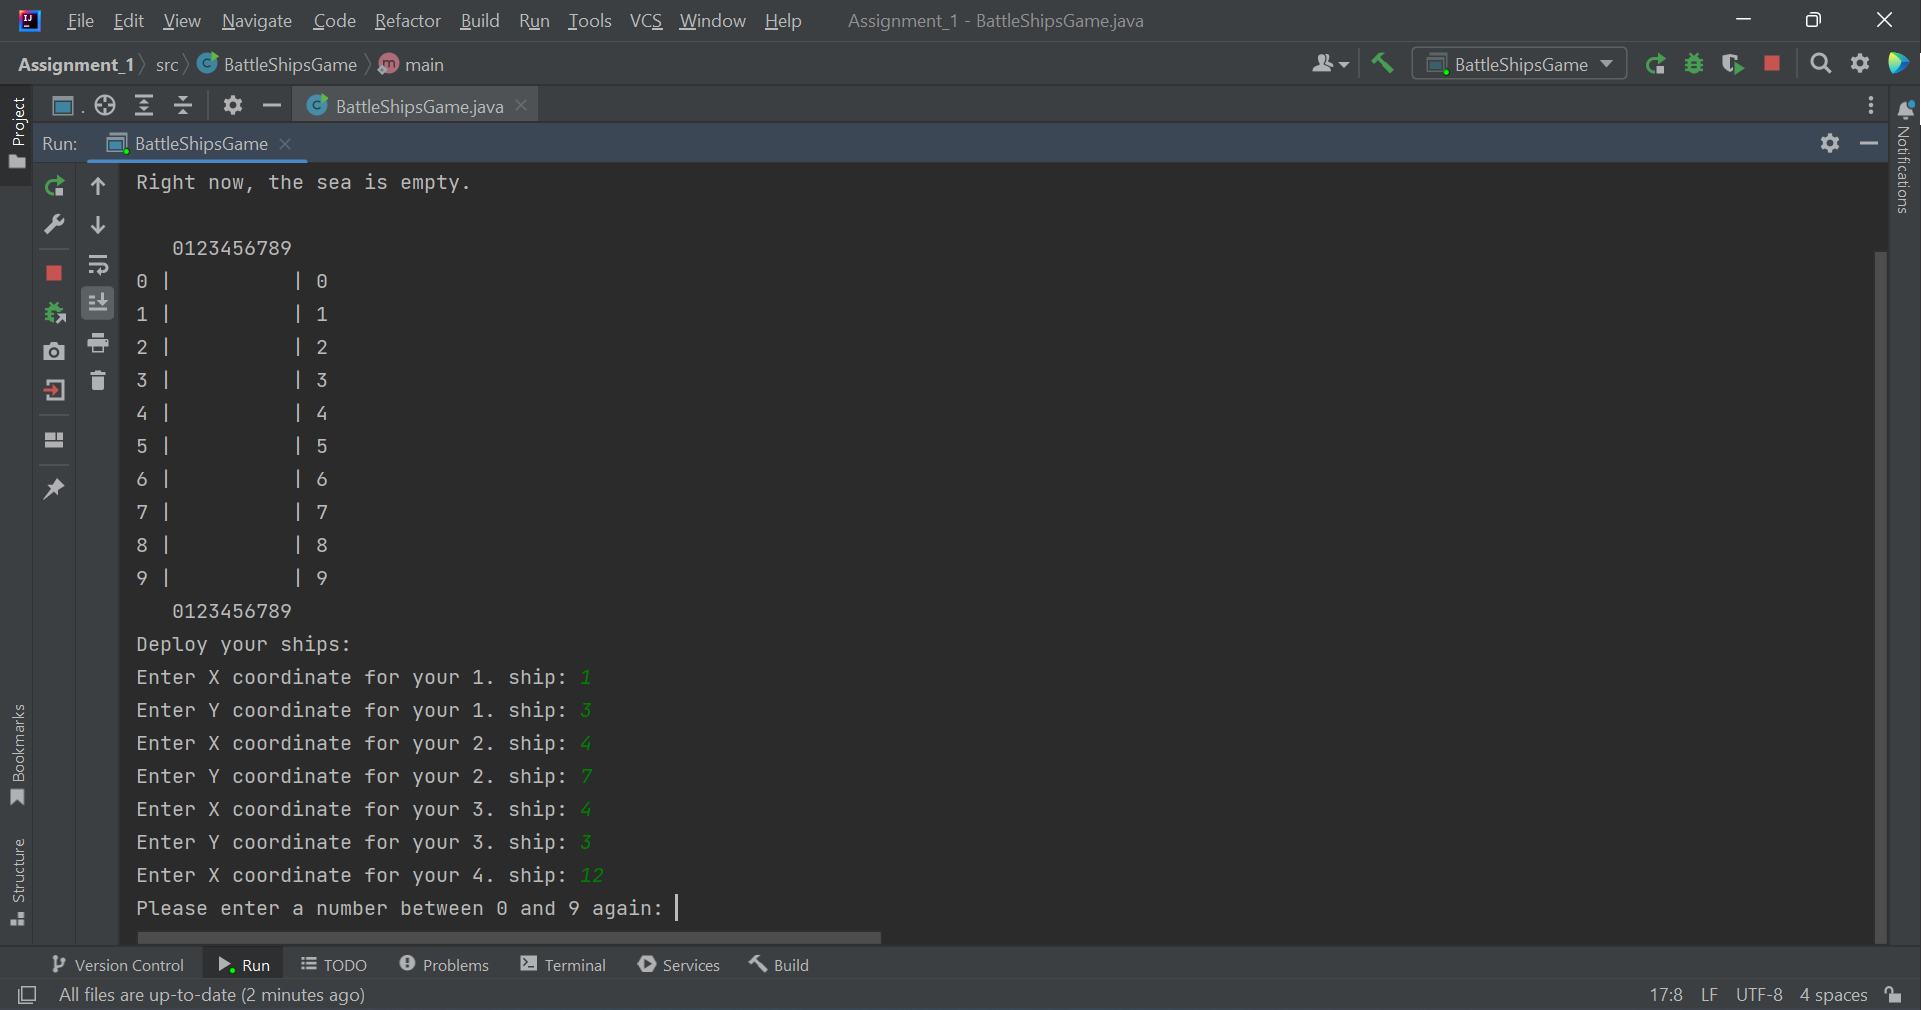 File Edit View Navigate Code Refactor Build Run Tools VCS Window Help Assignment_1 - BattleShipsGame.java
Assignment_1 src BattleShipsGame main BattleShipsGame
Project
BattleShipsGame.java
Notifications
Run: BattleShipsGame
Right now, the sea is empty.
0123456789
0 |          | 0
1 |          | 1
2 |          | 2
3 |          | 3
4 |          | 4
5 |          | 5
6 |          | 6
7 |          | 7
8 |          | 8
9 |          | 9
0123456789
Deploy your ships:
Enter X coordinate for your 1. ship: 1
Enter Y coordinate for your 1. ship: 3
Enter X coordinate for your 2. ship: 4
Enter Y coordinate for your 2. ship: 7
Enter X coordinate for your 3. ship: 4
Enter Y coordinate for your 3. ship: 3
Enter X coordinate for your 4. ship: 12
Please enter a number between 0 and 9 again:
Bookmarks
Structure
Version Control Run TODO Problems Terminal Services Build
All files are up-to-date (2 minutes ago) 17:8 LF UTF-8 4 spaces